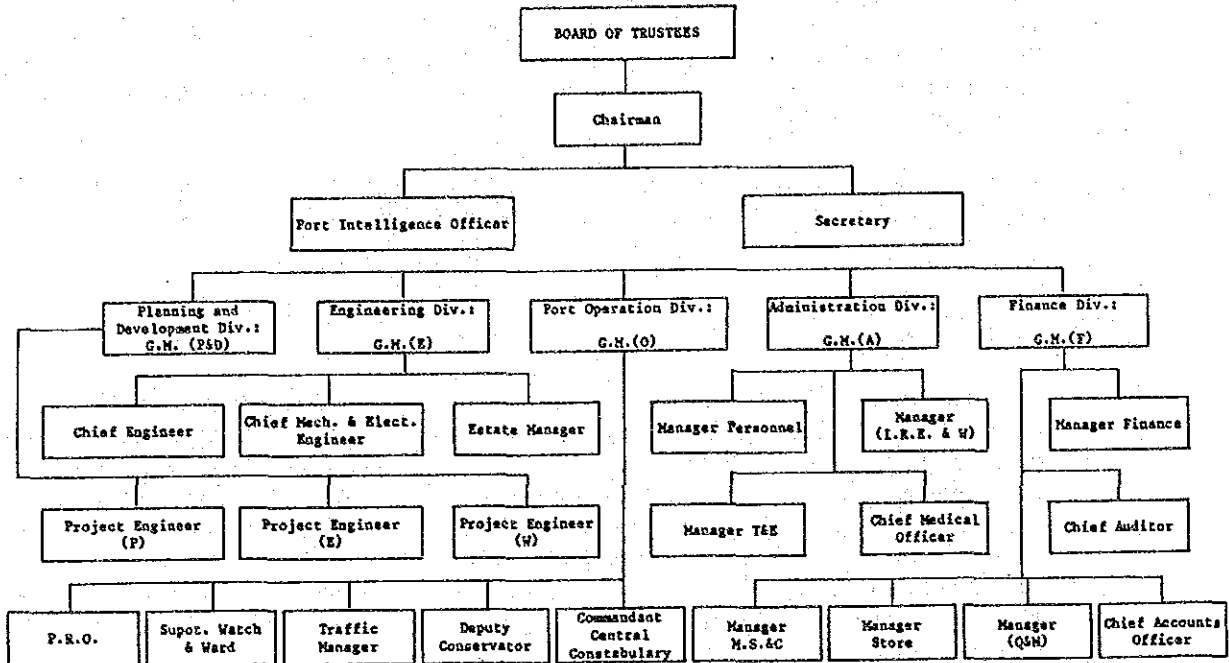 BOARD OF TRUSTEES
Chairman
Port Intelligence Officer
Secretary
Planning and
Development Div.:
G.M. (P&D)
Engineering Div.:
G.M.(E)
Port Operation Div.:
G.M.(O)
Administration Div.:
G.M.(A)
Finance Div.:
G.M.(F)
Chief Engineer
Chief Mech. & Elect.
Engineer
Estate Manager
Manager Personnel
Manager
(I.R.E. & W)
Manager Finance
Project Engineer
(P)
Project Engineer
(E)
Project Engineer
(W)
Manager T&E
Chief Medical
Officer
Chief Auditor
P.R.O.
Supot. Watch
& Ward
Traffic
Manager
Deputy
Conservator
Commandant
Central
Constabulary
Manager
M.S.&C
Manager
Store
Manager
(Q&M)
Chief Accounts
Officer